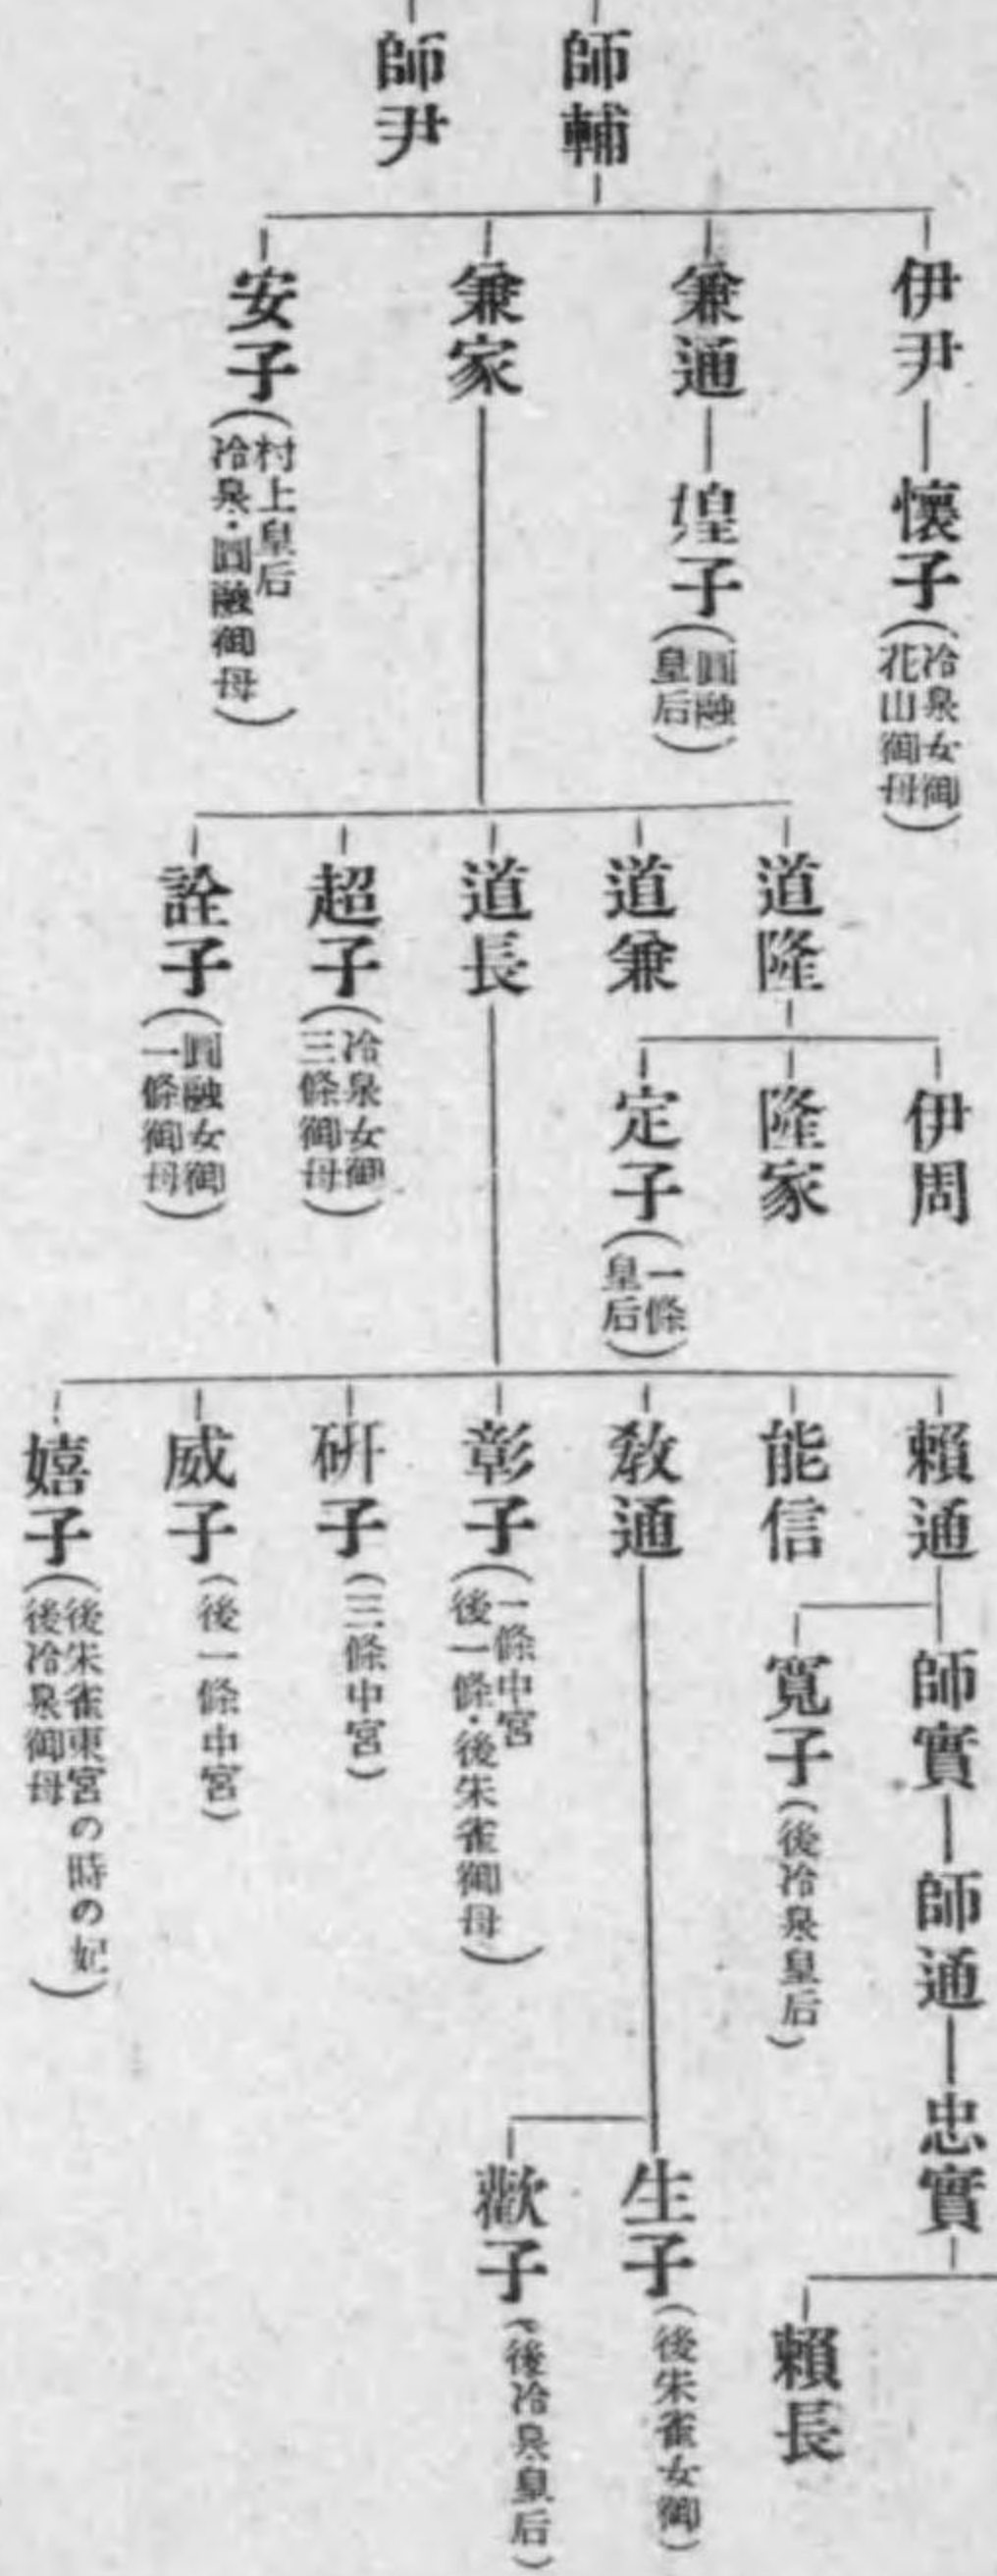 師輔
師尹
伊尹
懷子(冷泉女御
花山御母)
兼通
媓子(圓融
皇后)
兼家
安子(村上皇后
冷泉・圓融御母)
道隆
道兼
道長
超子(冷泉女御
三條御母)
詮子(圓融女御
一條御母)
伊周
隆家
定子(一條
皇后)
賴通
能信
敎通
彰子(一條中宮
後一條・後朱雀御母)
硏子(三條中宮)
威子(後一條中宮)
嬉子(後朱雀東宮の時の妃
後冷泉御母)
師實
師通
忠實
寬子(後冷泉皇后)
賴長
生子(後朱雀女御)
歡子(後冷泉皇后)